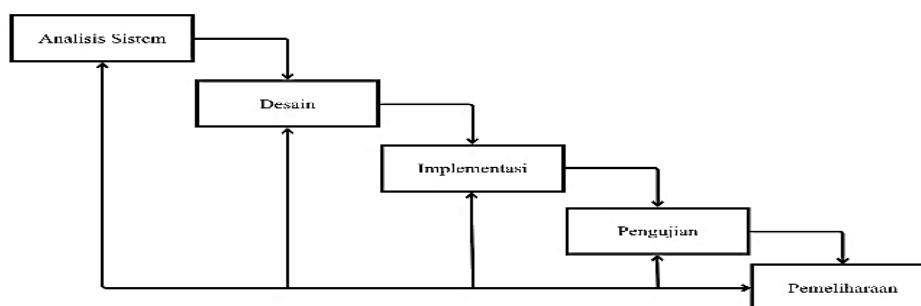 Analisis Sistem
Desain
Implementasi
Pengujian
Pemeliharaan